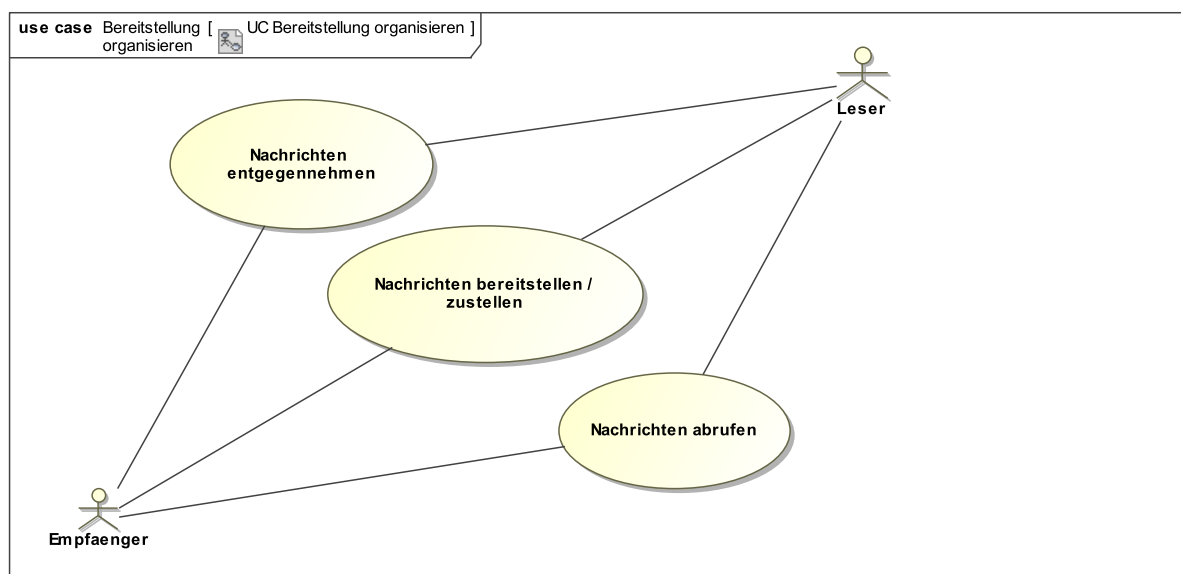 use case Bereitstellung [ UC Bereitstellung organisieren ]
organisieren
Leser
Nachrichten
entgegennehmen
Nachrichten bereitstellen /
zustellen
Nachrichten abrufen
Empfaenger